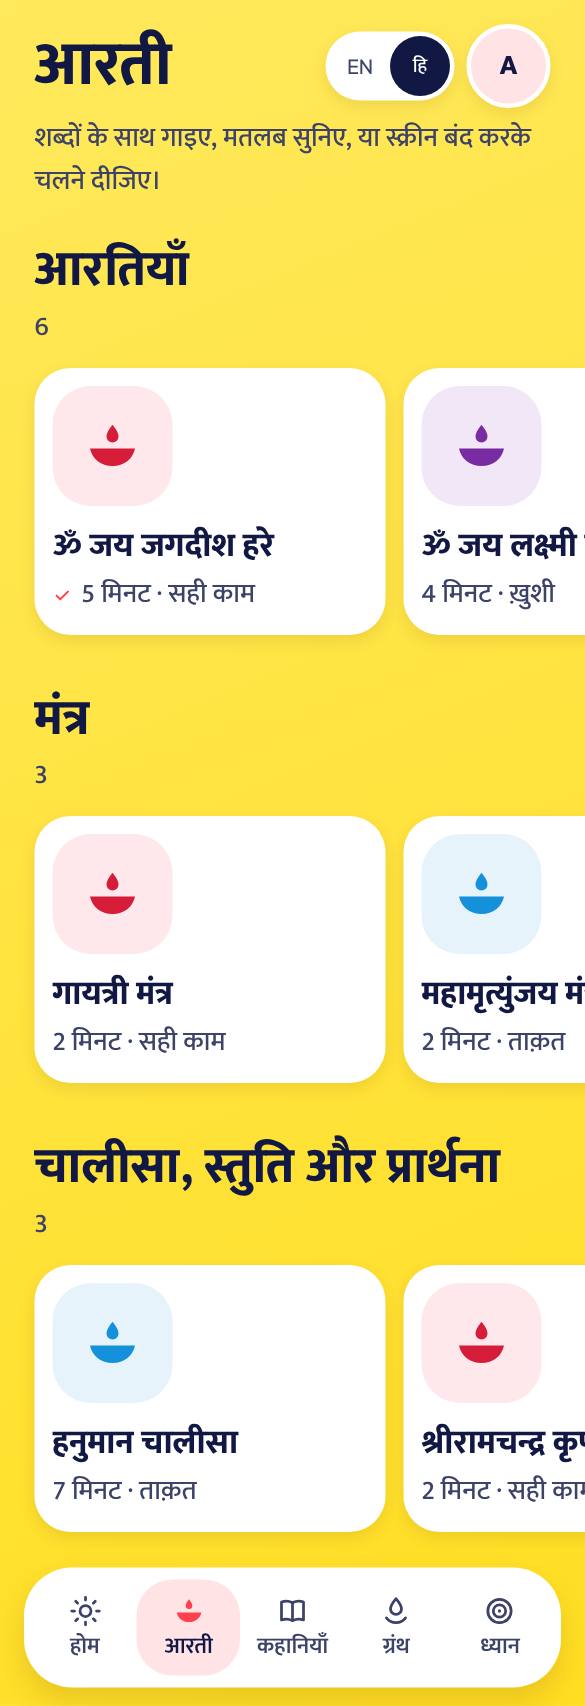 आरती
EN
हि
A
शब्दों के साथ गाइए, मतलब सुनिए, या स्क्रीन बंद करके
चलने दीजिए।
आरतियाँ
6
ॐ जय जगदीश हरे
5 मिनट · सही काम
ॐ जय लक्ष्मी
4 मिनट · ख़ुशी
मंत्र
3
गायत्री मंत्र
2 मिनट · सही काम
महामृत्युंजय
2 मिनट · ताक़त
चालीसा, स्तुति और प्रार्थना
3
हनुमान चालीसा
7 मिनट · ताक़त
श्रीरामचन्द्र
2 मिनट · सही काम
होम
आरती
कहानियाँ
ग्रंथ
ध्यान